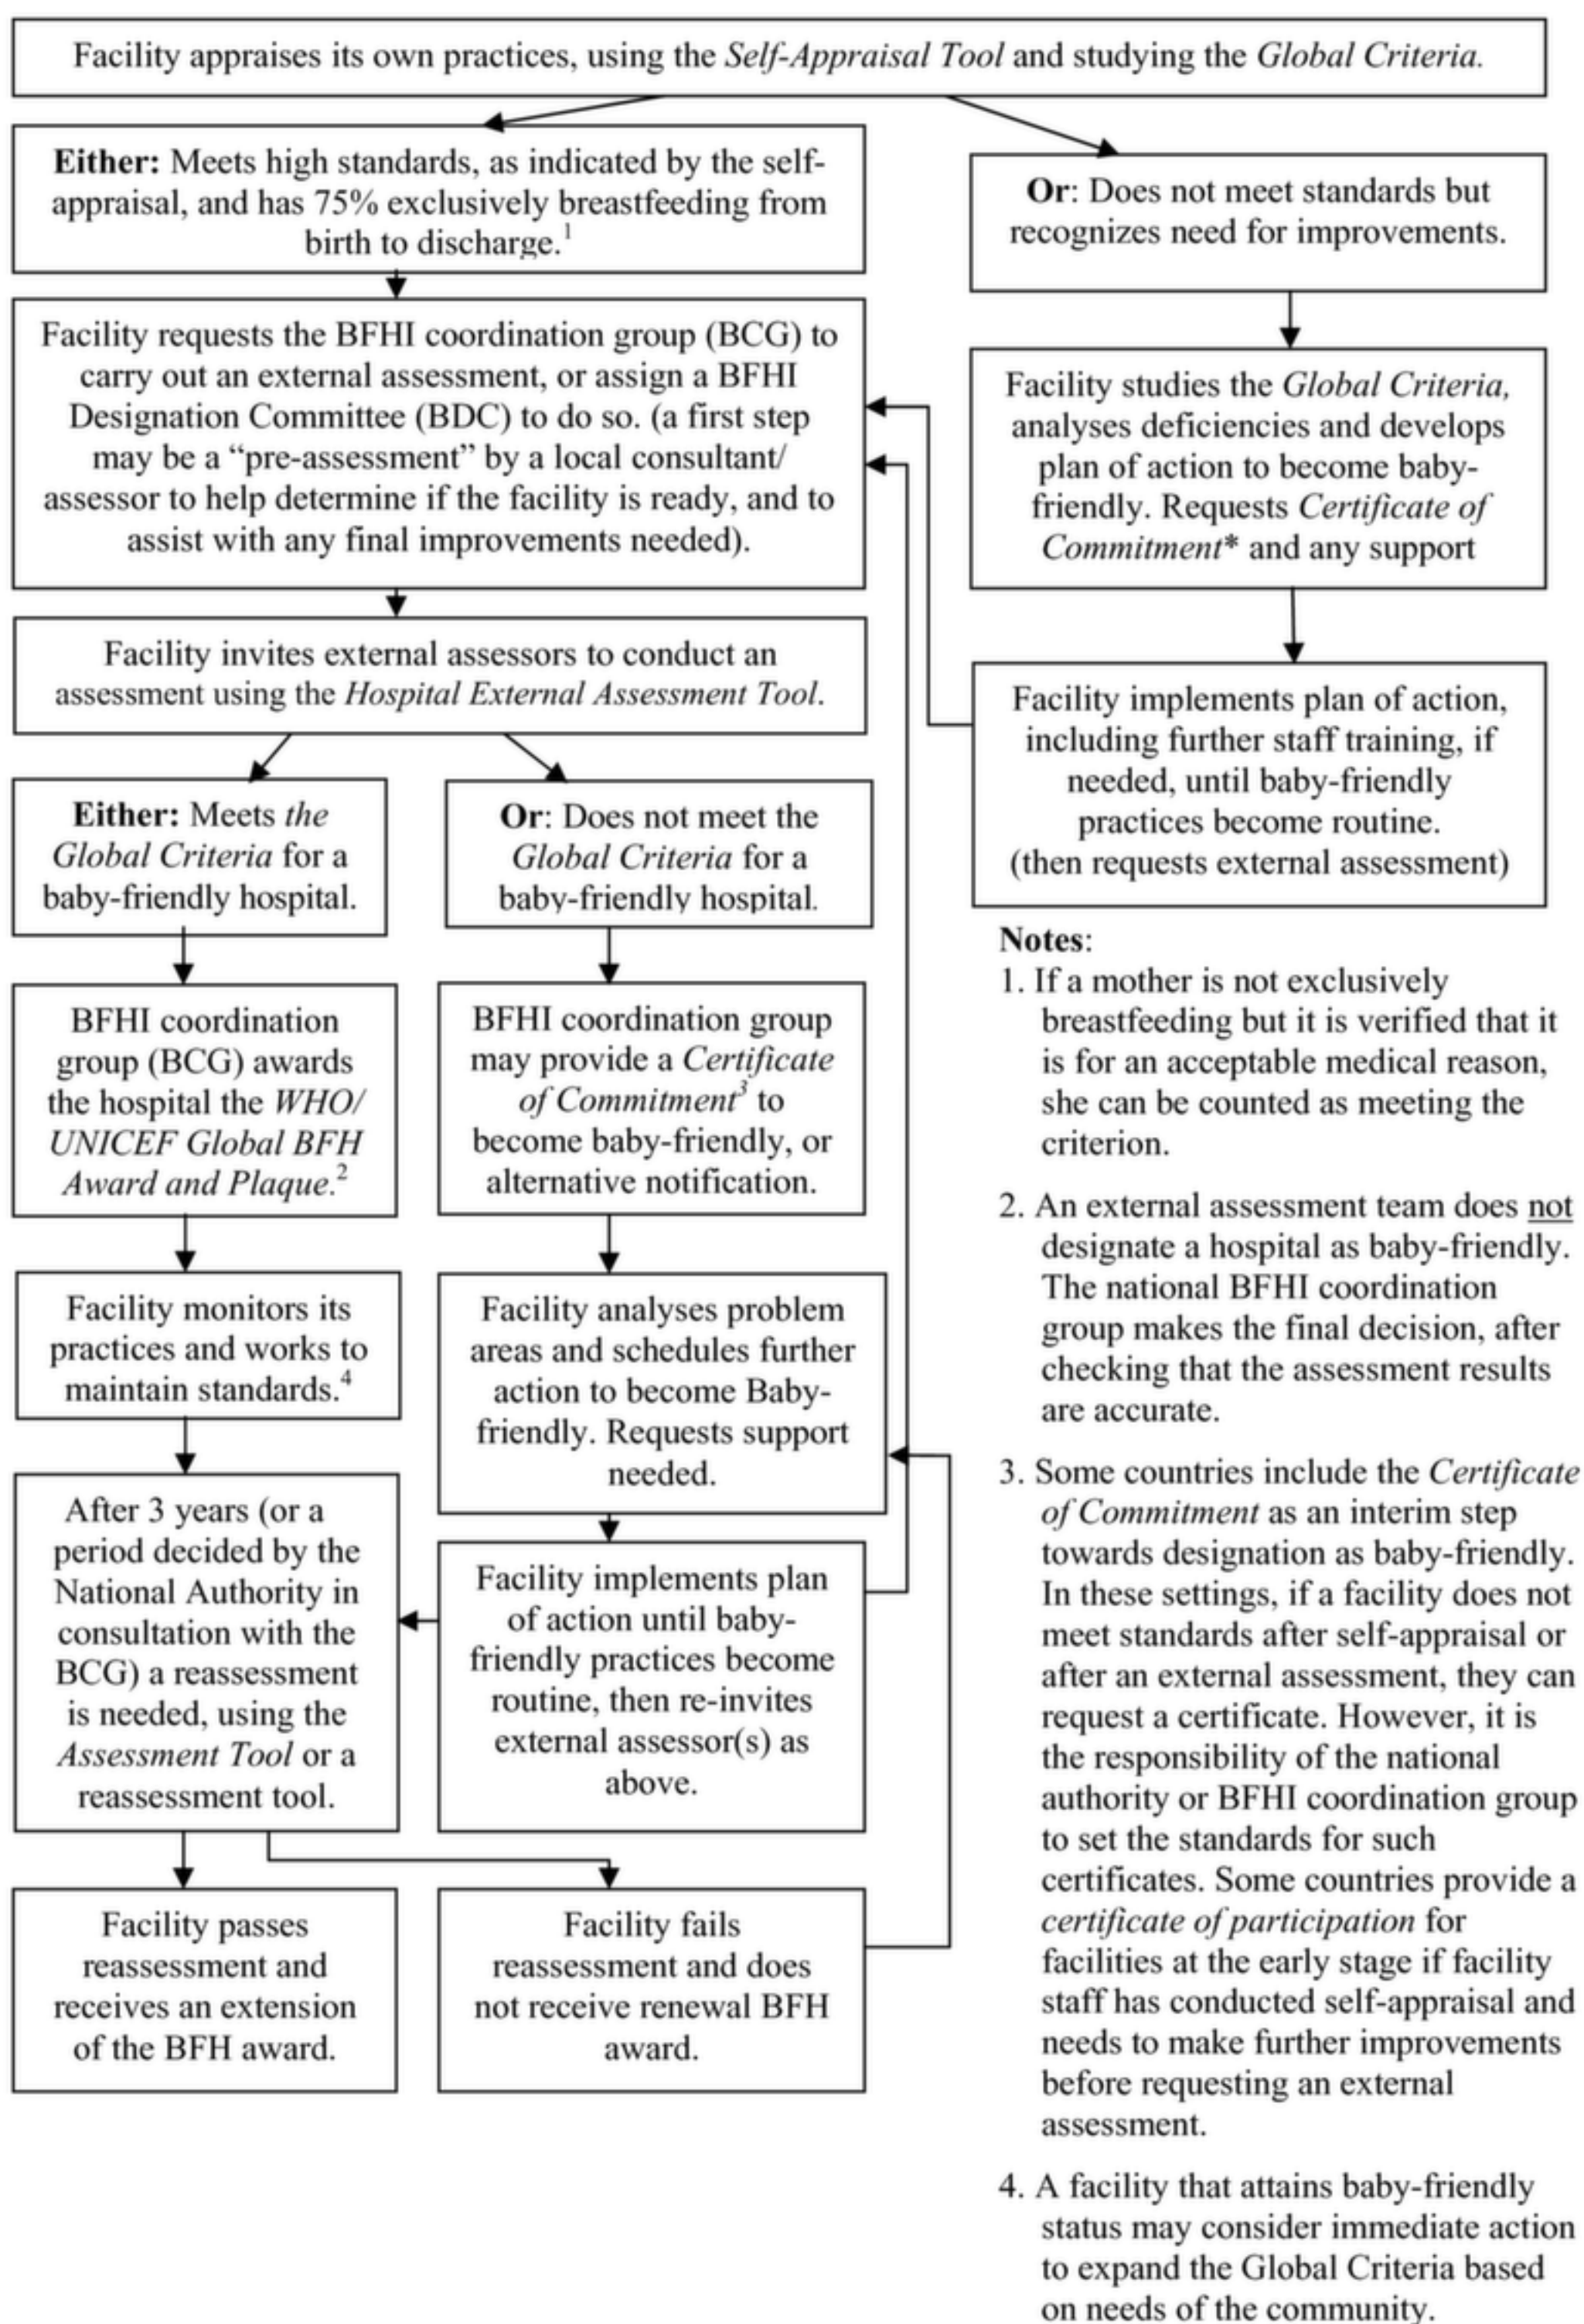 Facility appraises its own practices, using the Self-Appraisal Tool and studying the Global Criteria.
Either: Meets high standards, as indicated by the self-
appraisal, and has 75% exclusively breastfeeding from
birth to discharge.1
Or: Does not meet standards but
recognizes need for improvements.
Facility requests the BFHI coordination group (BCG) to
carry out an external assessment, or assign a BFHI
Designation Committee (BDC) to do so. (a first step
may be a “pre-assessment” by a local consultant/
assessor to help determine if the facility is ready, and to
assist with any final improvements needed).
Facility studies the Global Criteria,
analyses deficiencies and develops
plan of action to become baby-
friendly. Requests Certificate of
Commitment* and any support
Facility invites external assessors to conduct an
assessment using the Hospital External Assessment Tool.
Facility implements plan of action,
including further staff training, if
needed, until baby-friendly
practices become routine.
(then requests external assessment)
Either: Meets the
Global Criteria for a
baby-friendly hospital.
Or: Does not meet the
Global Criteria for a
baby-friendly hospital.
BFHI coordination
group (BCG) awards
the hospital the WHO/
UNICEF Global BFH
Award and Plaque.2
BFHI coordination group
may provide a Certificate
of Commitment3 to
become baby-friendly, or
alternative notification.
Facility monitors its
practices and works to
maintain standards.4
Facility analyses problem
areas and schedules further
action to become Baby-
friendly. Requests support
needed.
After 3 years (or a
period decided by the
National Authority in
consultation with the
BCG) a reassessment
is needed, using the
Assessment Tool or a
reassessment tool.
Facility implements plan
of action until baby-
friendly practices become
routine, then re-invites
external assessor(s) as
above.
Facility passes
reassessment and
receives an extension
of the BFH award.
Facility fails
reassessment and does
not receive renewal BFH
award.
Notes:
1. If a mother is not exclusively
breastfeeding but it is verified that it
is for an acceptable medical reason,
she can be counted as meeting the
criterion.
2. An external assessment team does not
designate a hospital as baby-friendly.
The national BFHI coordination
group makes the final decision, after
checking that the assessment results
are accurate.
3. Some countries include the Certificate
of Commitment as an interim step
towards designation as baby-friendly.
In these settings, if a facility does not
meet standards after self-appraisal or
after an external assessment, they can
request a certificate. However, it is
the responsibility of the national
authority or BFHI coordination group
to set the standards for such
certificates. Some countries provide a
certificate of participation for
facilities at the early stage if facility
staff has conducted self-appraisal and
needs to make further improvements
before requesting an external
assessment.
4. A facility that attains baby-friendly
status may consider immediate action
to expand the Global Criteria based
on needs of the community.